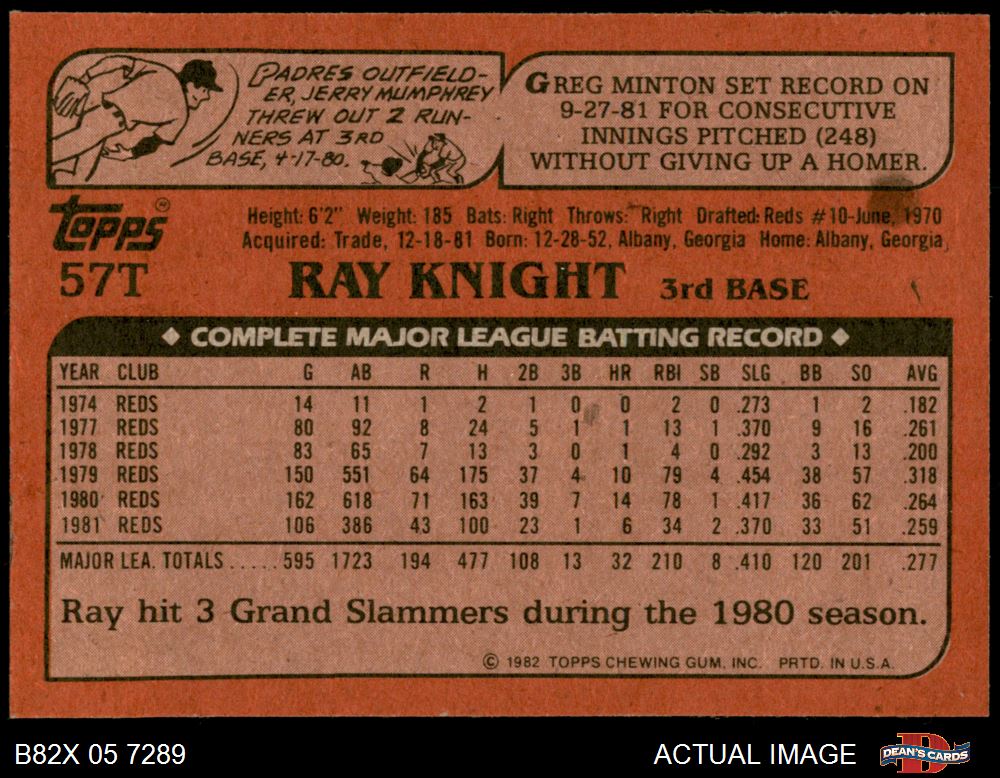 PADRES OUTFIELD-
ER, JERRY MUMPHREY
THREW OUT 2 RUN-
NERS AT 3RD
BASE, 4-17-80.
GREG MINTON SET RECORD ON
9-27-81 FOR CONSECUTIVE
INNINGS PITCHED (248)
WITHOUT GIVING UP A HOMER.
topps
57T
Height: 6'2" Weight: 185 Bats: Right Throws: Right Drafted: Reds #10-June, 1970
Acquired: Trade, 12-18-81 Born: 12-28-52, Albany, Georgia Home: Albany, Georgia
RAY KNIGHT 3rd BASE
◆ COMPLETE MAJOR LEAGUE BATTING RECORD ◆
YEAR CLUB G AB R H 2B 3B HR RBI SB SLG BB SO AVG
1974 REDS 14 11 1 2 1 0 0 2 0 .273 1 2 .182
1977 REDS 80 92 8 24 5 1 1 13 1 .370 9 16 .261
1978 REDS 83 65 7 13 3 0 1 4 0 .292 3 13 .200
1979 REDS 150 551 64 175 37 4 10 79 4 .454 38 57 .318
1980 REDS 162 618 71 163 39 7 14 78 1 .417 36 62 .264
1981 REDS 106 386 43 100 23 1 6 34 2 .370 33 51 .259
MAJOR LEA. TOTALS.....595 1723 194 477 108 13 32 210 8 .410 120 201 .277
Ray hit 3 Grand Slammers during the 1980 season.
© 1982 TOPPS CHEWING GUM, INC. PRTD. IN U.S.A.
B82X 05 7289
ACTUAL IMAGE
DEAN'S CARDS